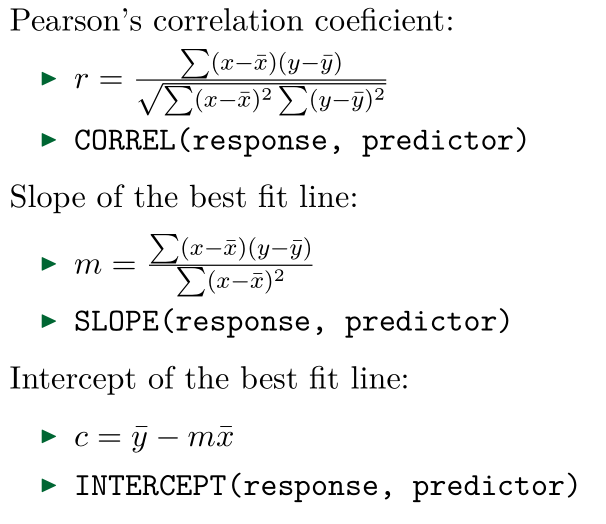 Pearson's correlation coeficient:
▶ r = ∑(x−x̄)(y−ȳ) / √∑(x−x̄)² ∑(y−ȳ)²
▶ CORREL(response, predictor)
Slope of the best fit line:
▶ m = ∑(x−x̄)(y−ȳ) / ∑(x−x̄)²
▶ SLOPE(response, predictor)
Intercept of the best fit line:
▶ c = ȳ − mx̄
▶ INTERCEPT(response, predictor)